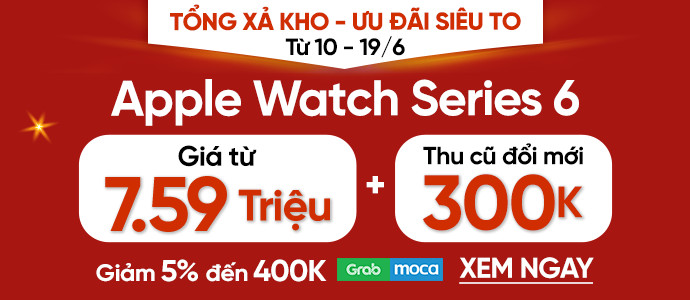 TỔNG XẢ KHO - ƯU ĐÃI SIÊU TO
Từ 10 - 19/6
Apple Watch Series 6
Giá từ
7.59 Triệu
+
Thu cũ đổi mới
300K
Giảm 5% đến 400K Grab moca XEM NGAY